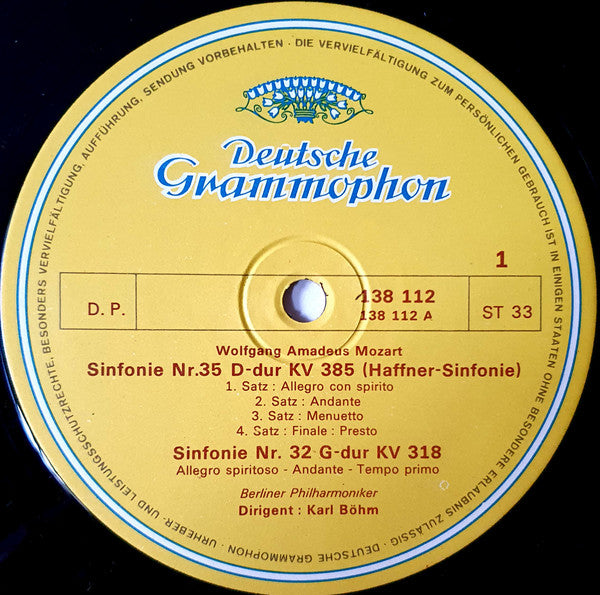 URHEBER- UND LEISTUNGSSCHUTZRECHTE, BESONDERS VERVIELFÄLTIGUNG, AUFFÜHRUNG, SENDUNG VORBEHALTEN · DIE VERVIELFÄLTIGUNG ZUM PERSÖNLICHEN GEBRAUCH IST IN EINIGEN STAATEN OHNE BESONDERE ERLAUBNIS ZULÄSSIG · DEUTSCHE GRAMMOPHON ·
Deutsche
Grammophon
1
D. P.
138 112
138 112 A
ST 33
Wolfgang Amadeus Mozart
Sinfonie Nr.35 D-dur KV 385 (Haffner-Sinfonie)
1. Satz : Allegro con spirito
2. Satz : Andante
3. Satz : Menuetto
4. Satz : Finale : Presto
Sinfonie Nr. 32 G-dur KV 318
Allegro spiritoso - Andante - Tempo primo
Berliner Philharmoniker
Dirigent : Karl Böhm